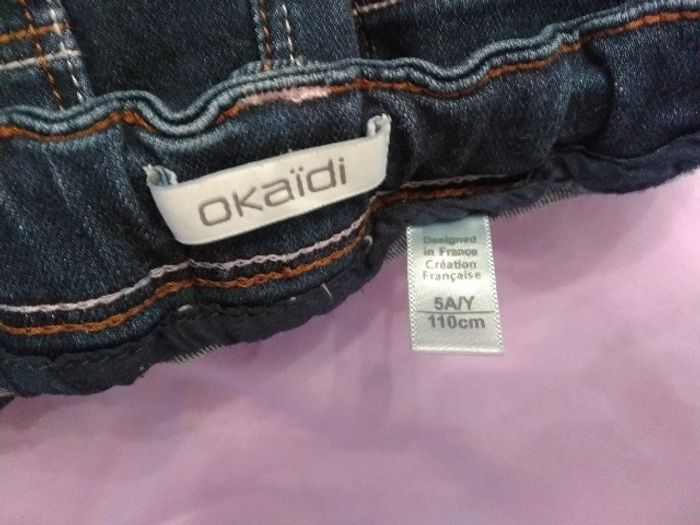 okaïdi
Designed
in France
Création
Française
5A/Y
110cm